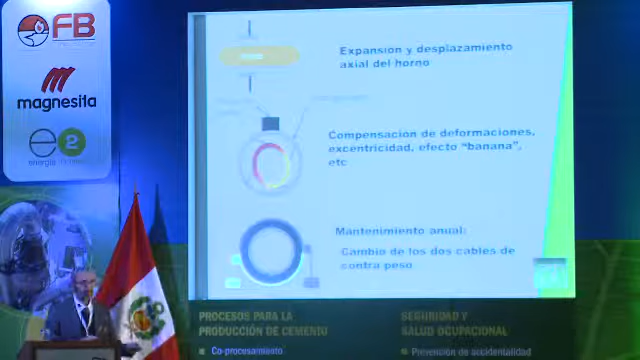 FB
magnesita
e2
energía
Expansion y desplazamiento
axial del horno
Compensacion de deformaciones,
excentricidad, efecto "banana",
etc
Mantenimiento anual:
Cambio de los dos cables de
contra peso
PROCESOS PARA LA
PRODUCCIÓN DE CEMENTO
Co-procesamiento
SEGURIDAD Y
SALUD OCUPACIONAL
Prevención de accidentalidad